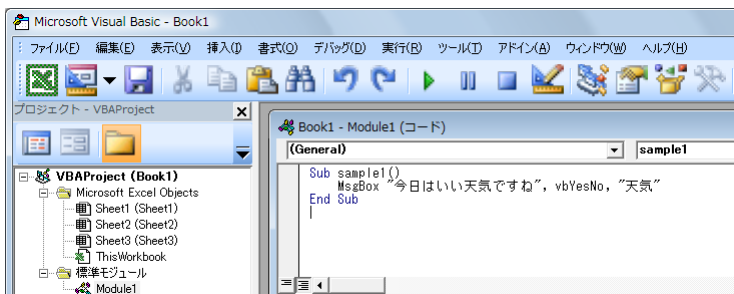 Microsoft Visual Basic - Book1
ファイル(F) 編集(E) 表示(V) 挿入(I) 書式(O) デバッグ(D) 実行(R) ツール(T) アドイン(A) ウィンドウ(W) ヘルプ(H)
プロジェクト - VBAProject
VBAProject (Book1)
Microsoft Excel Objects
Sheet1 (Sheet1)
Sheet2 (Sheet2)
Sheet3 (Sheet3)
ThisWorkbook
標準モジュール
Module1
Book1 - Module1 (コード)
(General) sample1
Sub sample1()
MsgBox "今日はいい天気ですね", vbYesNo, "天気"
End Sub